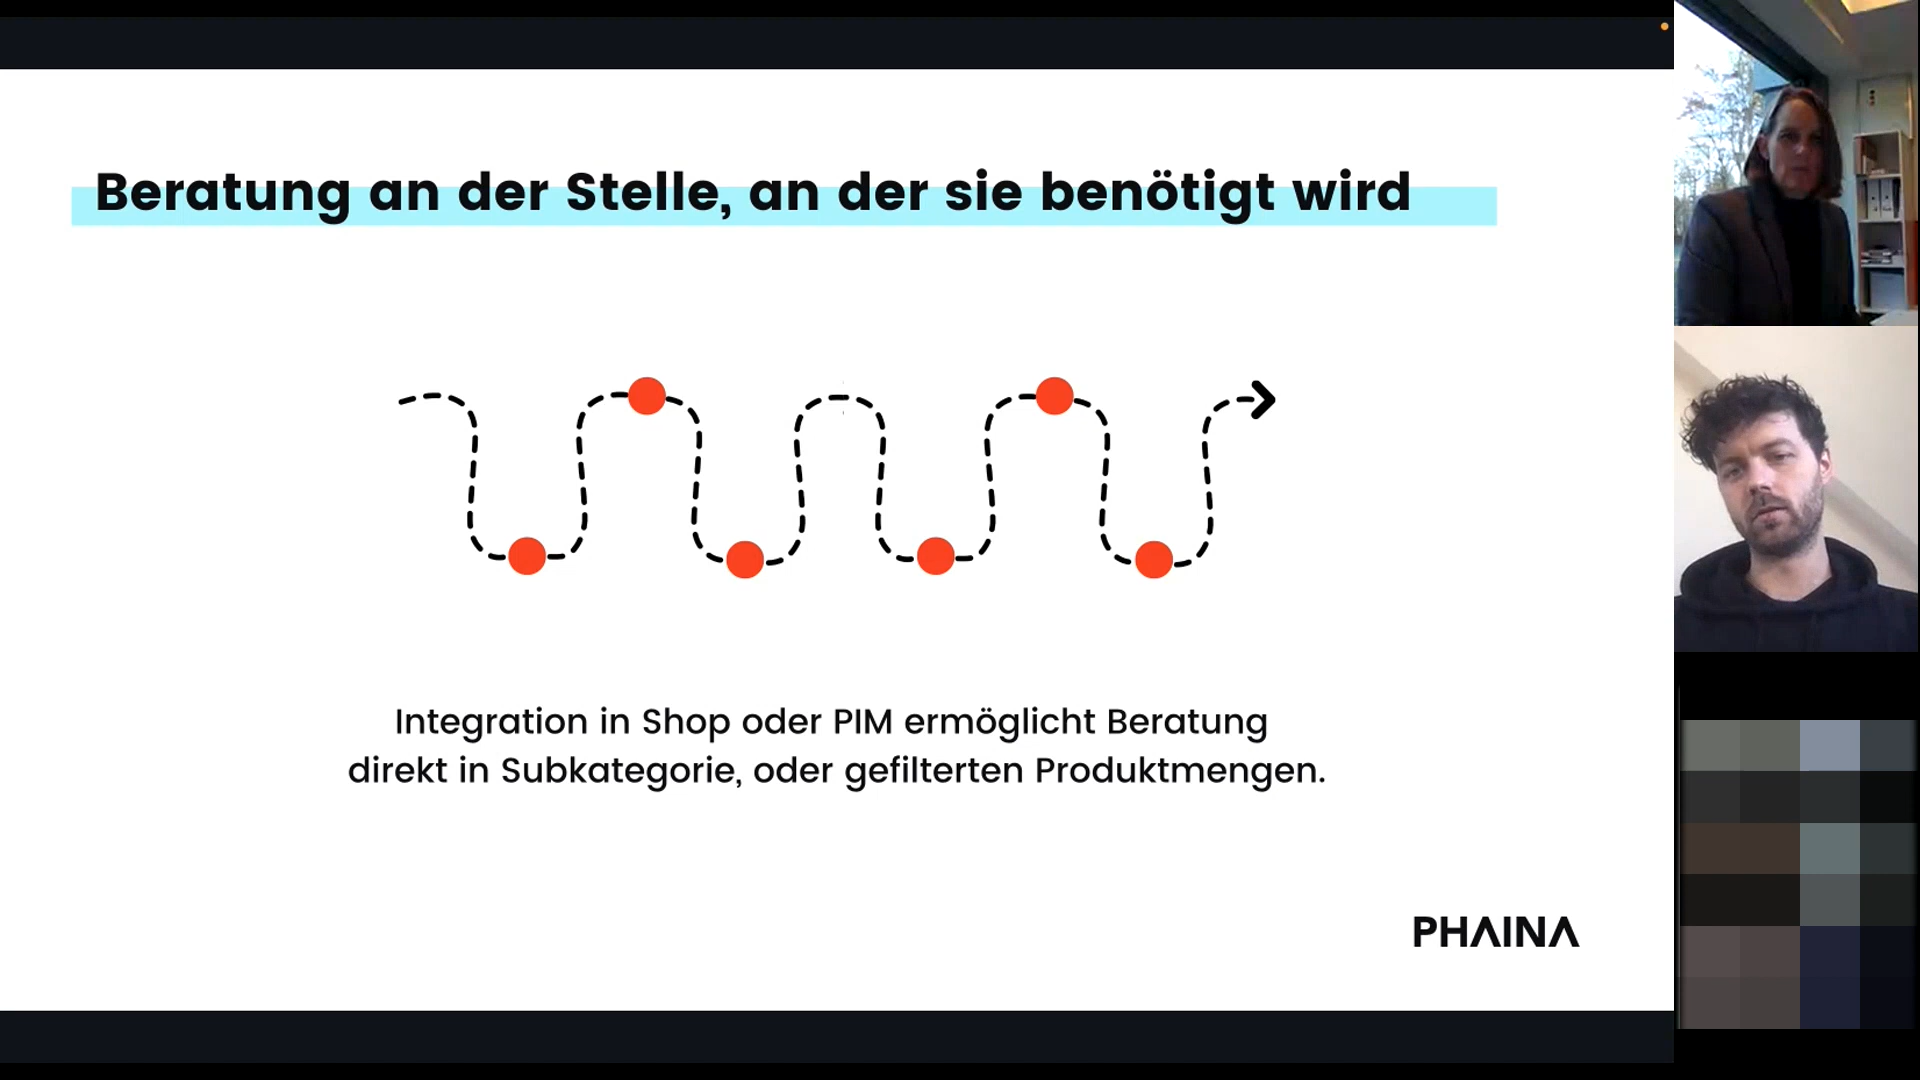 Beratung an der Stelle, an der sie benötigt wird
Integration in Shop oder PIM ermöglicht Beratung
direkt in Subkategorie, oder gefilterten Produktmengen.
PHAINA